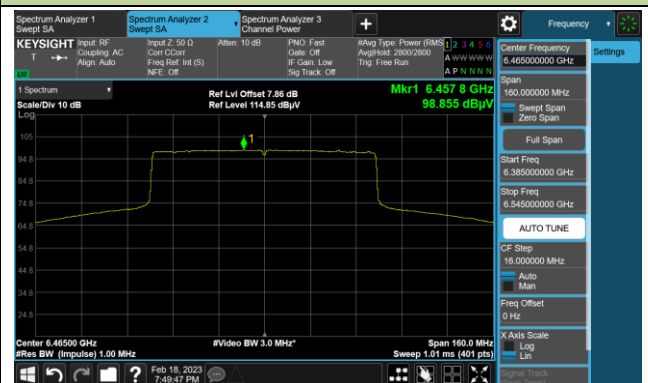 Spectrum Analyzer 1
Swept SA
Spectrum Analyzer 2
Swept SA
Spectrum Analyzer 3
Channel Power
Frequency
KEYSIGHT
Input: RF
Coupling: AC
Align: Auto
Input Z: 50 Ω
Corr CCorr
Freq Ref: Int (S)
NFE: Off
Atten: 10 dB
PNO: Fast
Gate: Off
IF Gain: Low
Sig Track: Off
#Avg Type: Power (RMS
Avg|Hold: 2800/2800
Trig: Free Run
1 2 3 4 5 6
A W W W W W
A P N N N N
1 Spectrum
Scale/Div 10 dB
Log
Ref Lvl Offset 7.86 dB
Ref Level 114.85 dBµV
Mkr1 6.457 8 GHz
98.855 dBµV
1
105
94.8
84.8
74.8
64.8
54.8
44.8
34.8
24.8
Center 6.46500 GHz
#Res BW (Impulse) 1.00 MHz
#Video BW 3.0 MHz*
Span 160.0 MHz
Sweep 1.01 ms (401 pts)
Feb 18, 2023
7:49:47 PM
Settings
Center Frequency
6.465000000 GHz
Span
160.000000 MHz
Swept Span
Zero Span
Full Span
Start Freq
6.385000000 GHz
Stop Freq
6.545000000 GHz
AUTO TUNE
CF Step
16.000000 MHz
Auto
Man
Freq Offset
0 Hz
X Axis Scale
Log
Lin
Signal Track